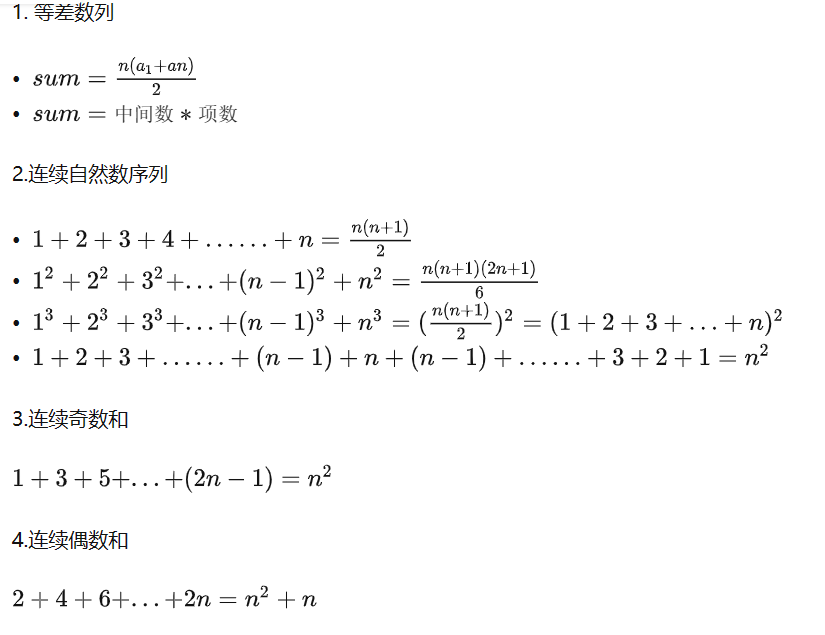 1. 等差数列
• $sum = \frac{n(a_1+an)}{2}$
• $sum = 中间数 * 项数$
2.连续自然数序列
• $1 + 2 + 3 + 4 + ...... + n = \frac{n(n+1)}{2}$
• $1^2 + 2^2 + 3^2 + ... + (n - 1)^2 + n^2 = \frac{n(n+1)(2n+1)}{6}$
• $1^3 + 2^3 + 3^3 + ... + (n - 1)^3 + n^3 = (\frac{n(n+1)}{2})^2 = (1 + 2 + 3 + ... + n)^2$
• $1 + 2 + 3 + ...... + (n - 1) + n + (n - 1) + ...... + 3 + 2 + 1 = n^2$
3.连续奇数和
$1 + 3 + 5 + ... + (2n - 1) = n^2$
4.连续偶数和
$2 + 4 + 6 + ... + 2n = n^2 + n$